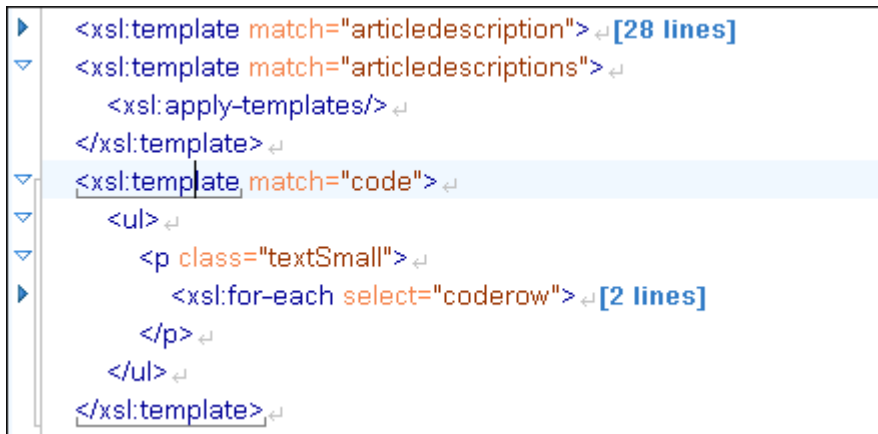 <xsl:template match="articledescription"> ↵[28 lines]
<xsl:template match="articledescriptions"> ↵
<xsl:apply-templates/> ↵
</xsl:template> ↵
<xsl:template match="code"> ↵
<ul> ↵
<p class="textSmall"> ↵
<xsl:for-each select="coderow"> ↵[2 lines]
</p> ↵
</ul> ↵
</xsl:template> ↵